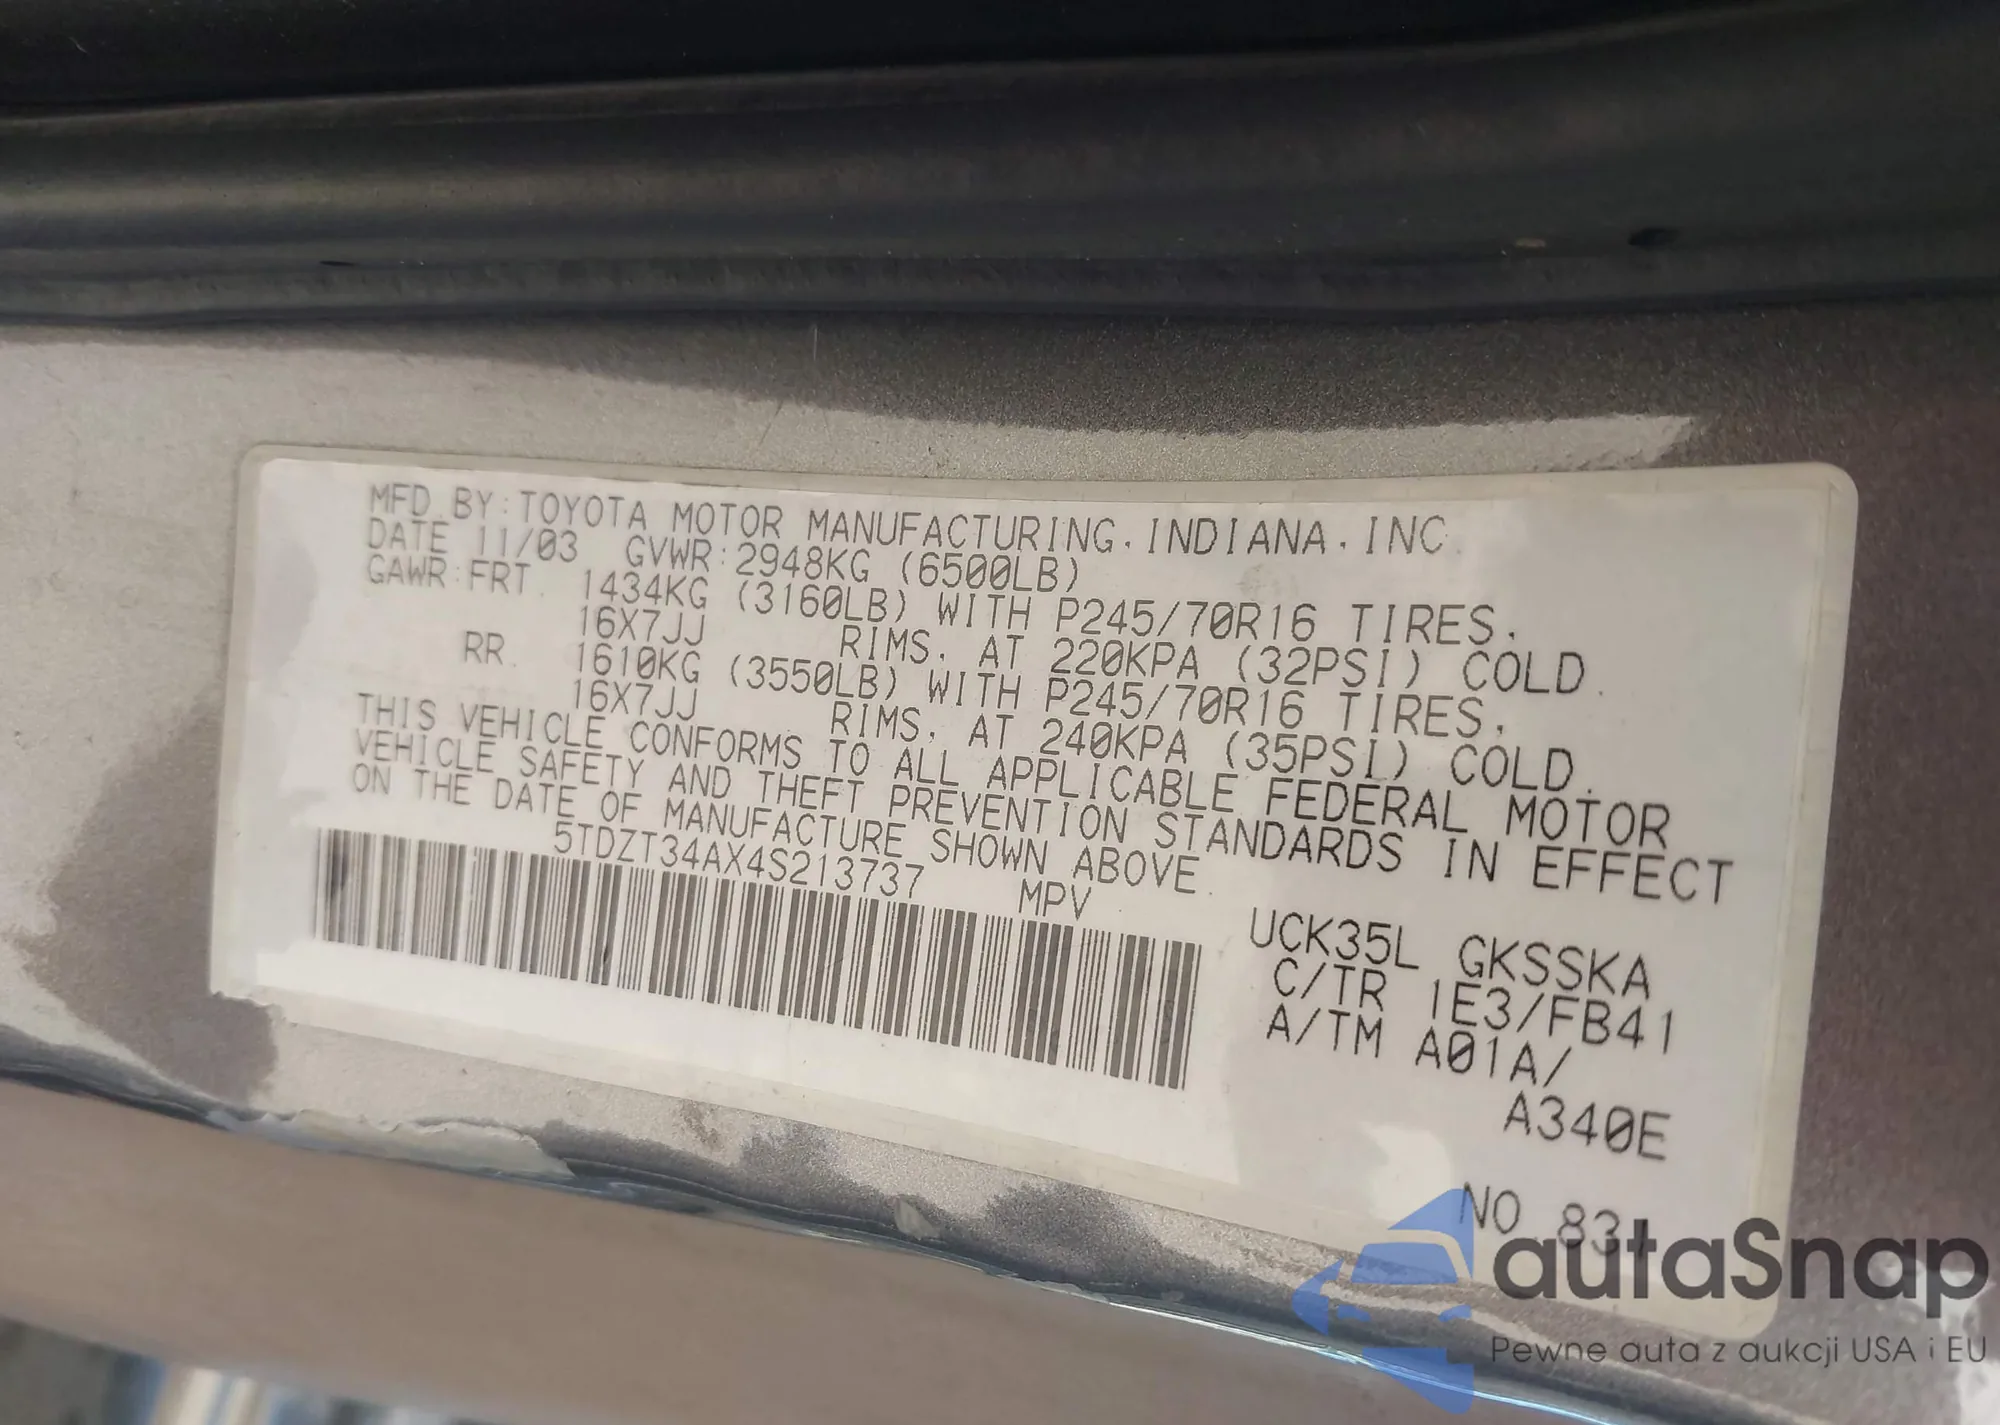 MFD.BY:TOYOTA MOTOR MANUFACTURING.INDIANA.INC.
DATE 11/03 GVWR:2948KG (6500LB)
GAWR:FRT. 1434KG (3160LB) WITH P245/70R16 TIRES.
16X7JJ RIMS. AT 220KPA (32PSI) COLD.
RR. 1610KG (3550LB) WITH P245/70R16 TIRES.
16X7JJ RIMS. AT 240KPA (35PSI) COLD.
THIS VEHICLE CONFORMS TO ALL APPLICABLE FEDERAL MOTOR
VEHICLE SAFETY AND THEFT PREVENTION STANDARDS IN EFFECT
ON THE DATE OF MANUFACTURE SHOWN ABOVE.
5TDZT34AX4S213737 MPV
UCK35L GKSSKA
C/TR 1E3/FB41
A/TM A01A/
A340E
NO.
autaSnap
Pewne auta z aukcji USA i EU